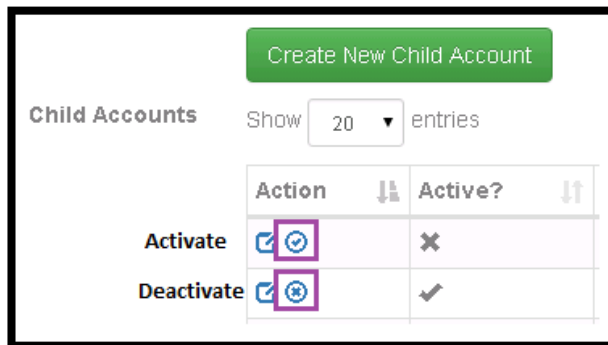 Create New Child Account
Child Accounts Show 20 entries
Action Active?
Activate
Deactivate